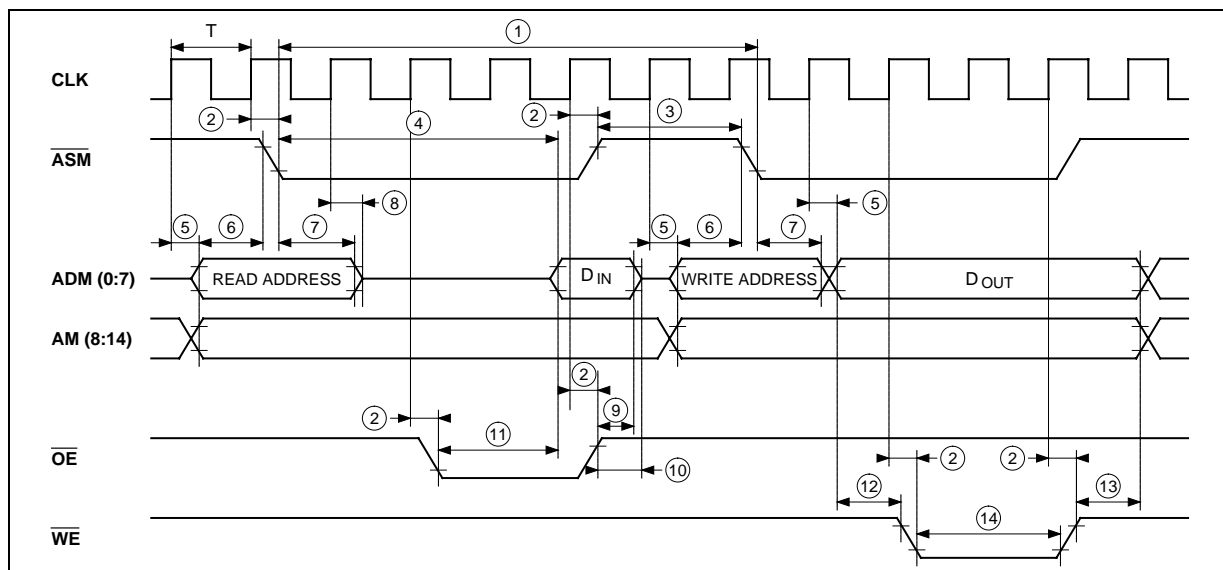 T
①
CLK
②
④
②
③
ASM
⑧
⑤
⑤
⑥
⑦
⑤
⑥
⑦
ADM (0:7)
READ ADDRESS
D IN
WRITE ADDRESS
D OUT
AM (8:14)
②
②
⑨
⑪
OE
⑩
②
②
⑫
⑬
WE
⑭